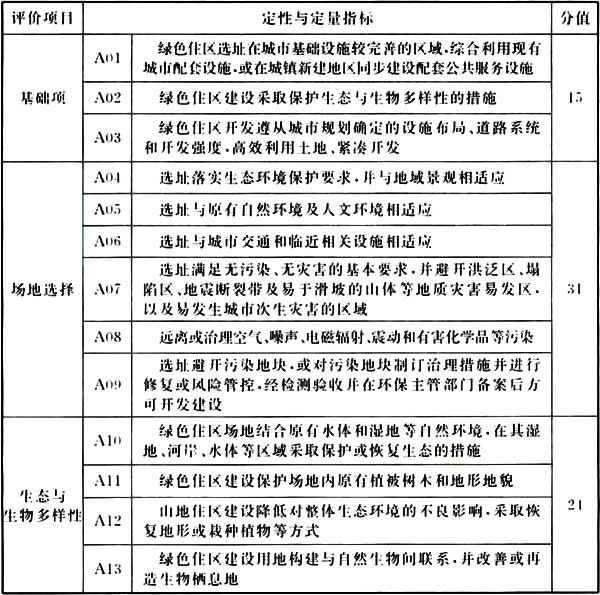 评价项目 定性与定量指标 分值
基础项 15
A01 绿色住区选址在城市基础设施较完善的区域,综合利用现有
城市配套设施,或在城镇新建地区同步建设配套公共服务设施
A02 绿色住区建设采取保护生态与生物多样性的措施
A03 绿色住区开发遵从城市规划确定的设施布局、道路系统
和开发强度,高效利用土地、紧凑开发
场地选择 31
A04 选址落实生态环境保护要求,并与地域景观相适应
A05 选址与原有自然环境及人文环境相适应
A06 选址与城市交通和临近相关设施相适应
A07 选址满足无污染、无灾害的基本要求,并避开洪泛区、塌
陷区、地震断裂带及易于滑坡的山体等地质灾害易发区,
以及易发生城市次生灾害的区域
A08 远离或治理空气、噪声、电磁辐射、震动和有害化学品等污染
A09 选址避开污染地块,或对污染地块制订治理措施并进行
修复或风险管控,经检测验收并在环保主管部门备案后方
可开发建设
生态与
生物多样性 21
A10 绿色住区场地结合原有水体和湿地等自然环境,在其湿
地、河岸、水体等区域采取保护或恢复生态的措施
A11 绿色住区建设保护场地内原有植被树木和地形地貌
A12 山地住区建设降低对整体生态环境的不良影响,采取恢
复地形或栽种植物等方式
A13 绿色住区建设用地构建与自然生物间联系,并改善或再
造生物栖息地